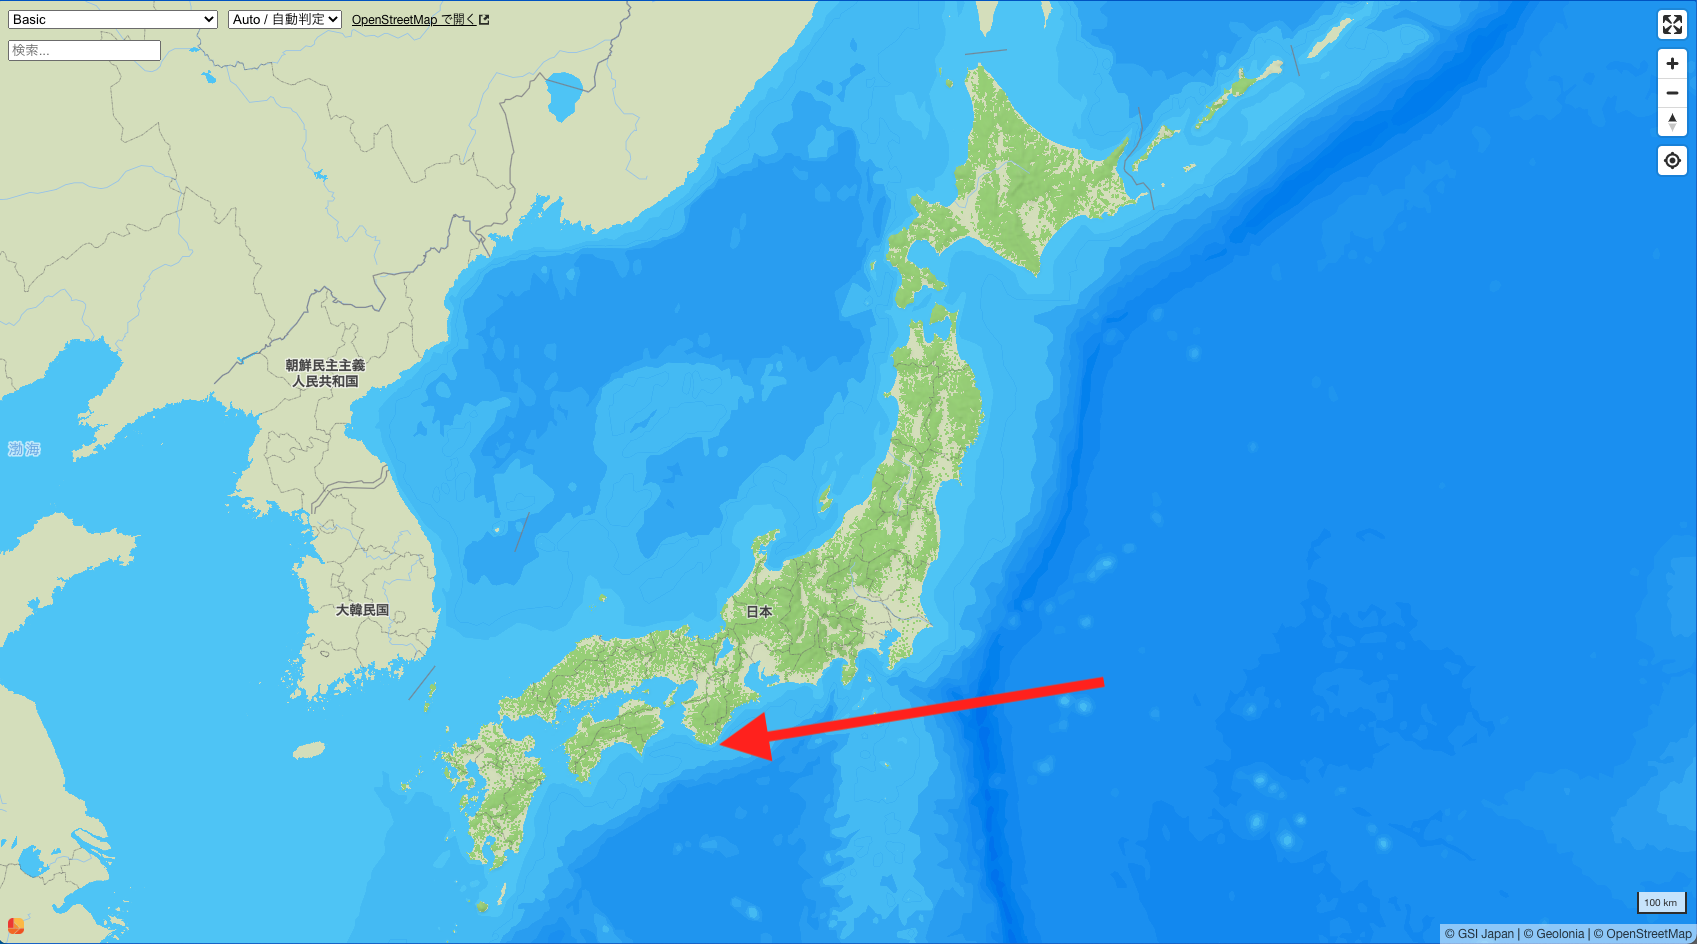 Basic
Auto / 自動判定
OpenStreetMap で開く
検索...
朝鮮民主主義
人民共和国
渤海
大韓民国
日本
100 km
© GSI Japan | © Geolonia | © OpenStreetMap